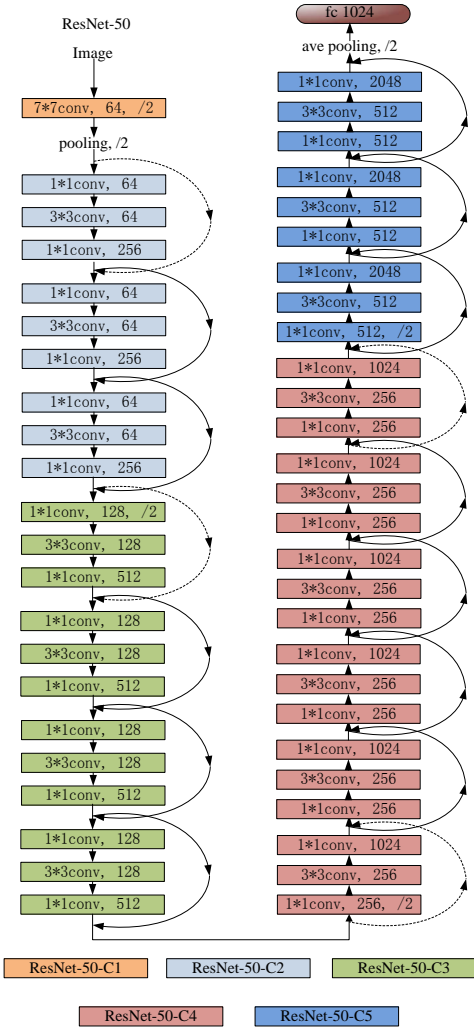 ResNet-50
Image
7*7conv, 64, /2
pooling, /2
1*1conv, 64
3*3conv, 64
1*1conv, 256
1*1conv, 64
3*3conv, 64
1*1conv, 256
1*1conv, 64
3*3conv, 64
1*1conv, 256
1*1conv, 128, /2
3*3conv, 128
1*1conv, 512
1*1conv, 128
3*3conv, 128
1*1conv, 512
1*1conv, 128
3*3conv, 128
1*1conv, 512
1*1conv, 128
3*3conv, 128
1*1conv, 512
fc 1024
ave pooling, /2
1*1conv, 2048
3*3conv, 512
1*1conv, 512
1*1conv, 2048
3*3conv, 512
1*1conv, 512
1*1conv, 2048
3*3conv, 512
1*1conv, 512, /2
1*1conv, 1024
3*3conv, 256
1*1conv, 256
1*1conv, 1024
3*3conv, 256
1*1conv, 256
1*1conv, 1024
3*3conv, 256
1*1conv, 256
1*1conv, 1024
3*3conv, 256
1*1conv, 256
1*1conv, 1024
3*3conv, 256
1*1conv, 256
1*1conv, 1024
3*3conv, 256
1*1conv, 256, /2
ResNet-50-C1
ResNet-50-C2
ResNet-50-C3
ResNet-50-C4
ResNet-50-C5